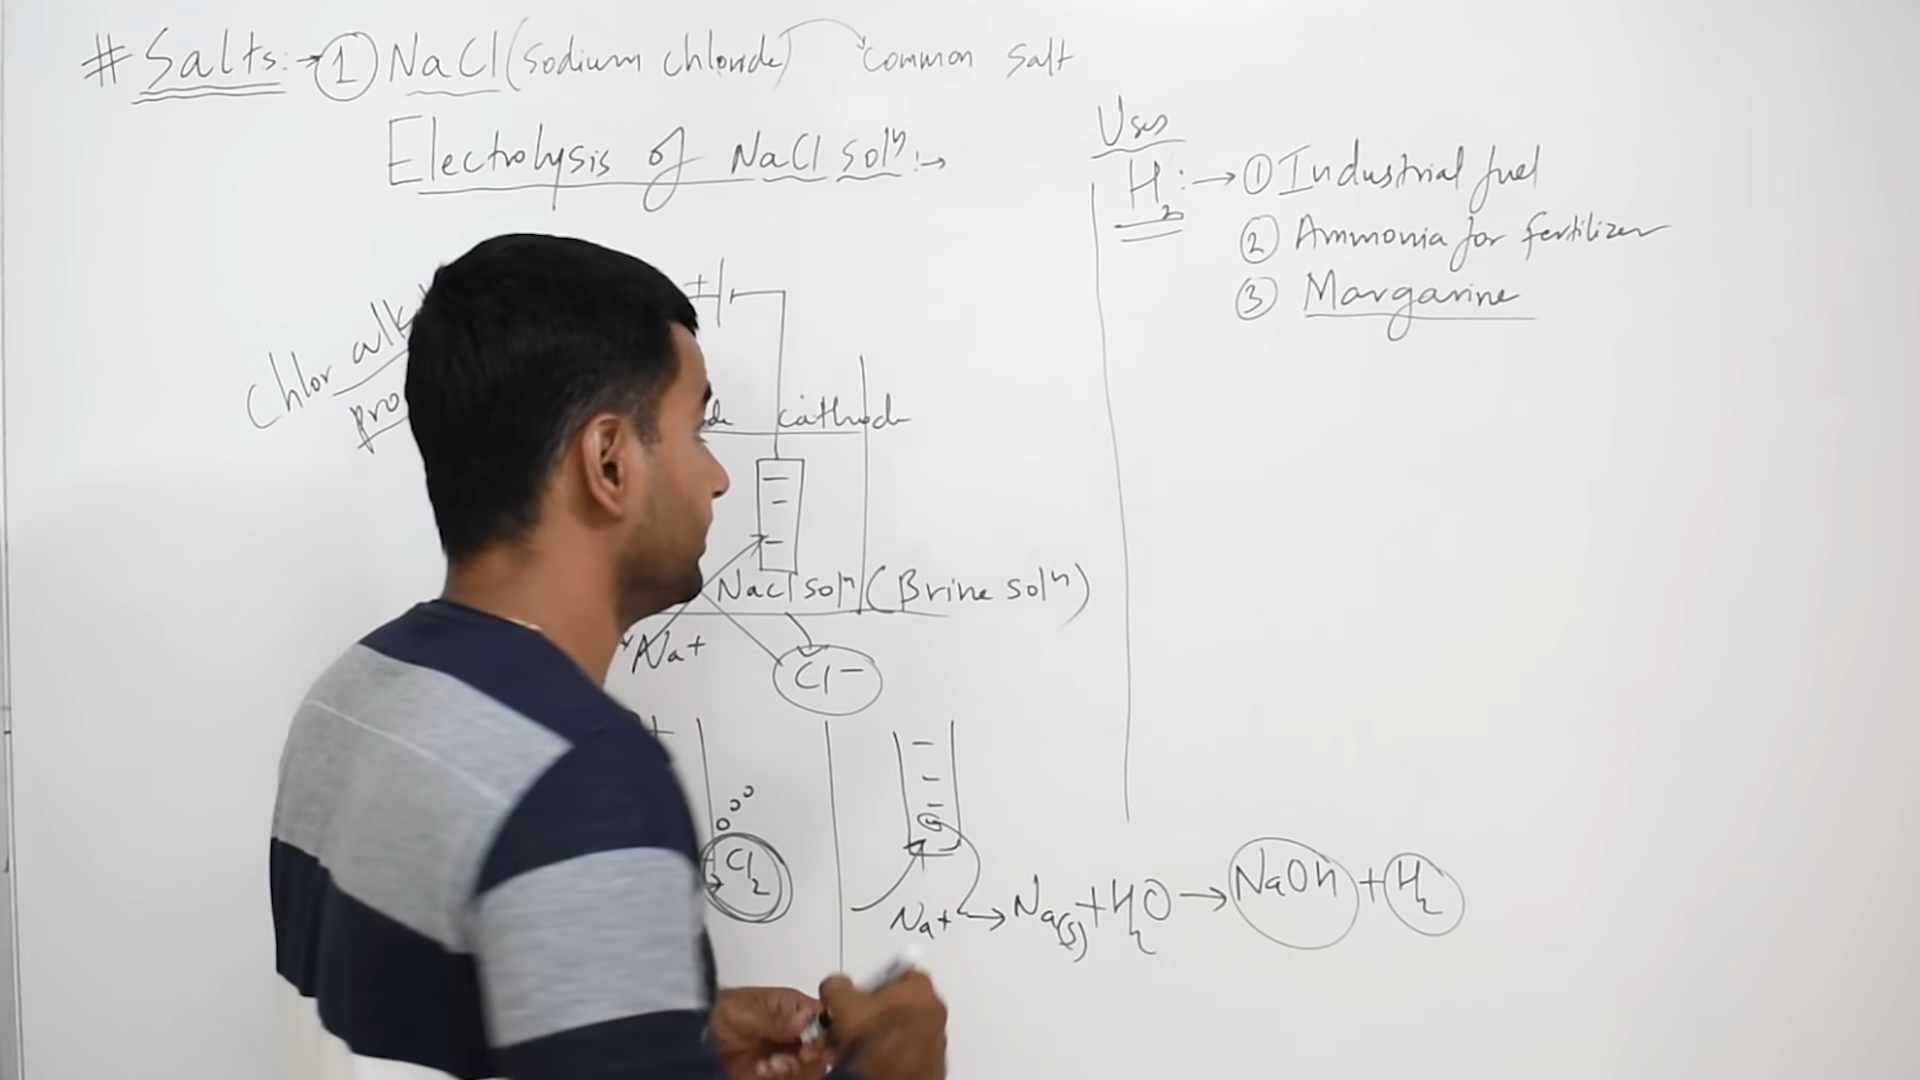 # Salts:→ ① NaCl (Sodium chloride) Common Salt
Electrolysis of NaCl solⁿ:→
Uses
H₂:→ ① Industrial fuel
② Ammonia for fertilizer
③ Margarine
+
Chlor
cathode
NaCl solⁿ (Brine solⁿ)
Na+
Cl−
Cl₂
Na+ → Na(s) + H₂O → NaOH + H₂